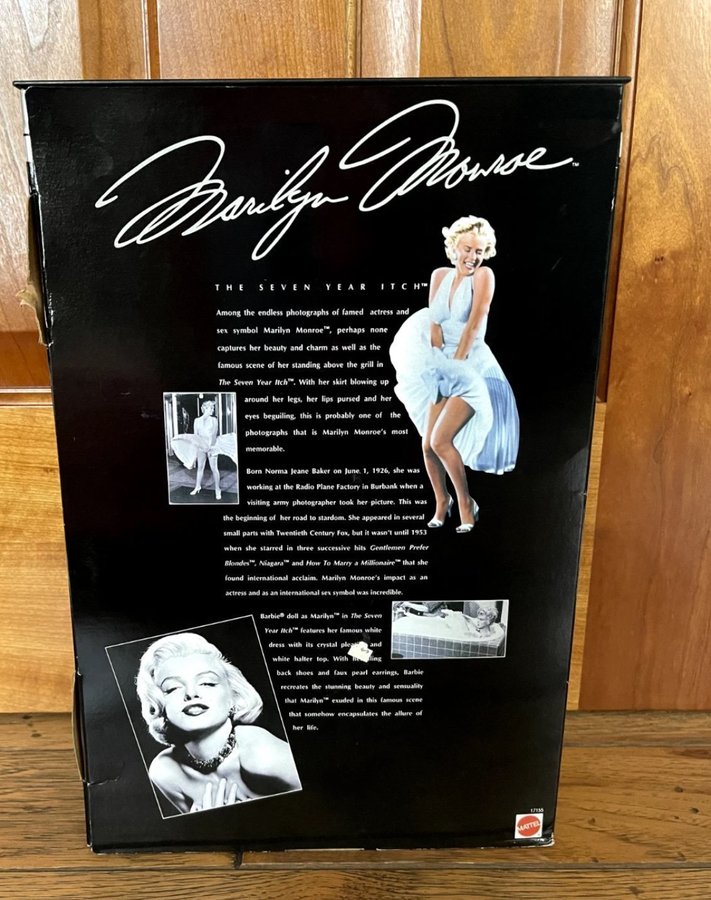 Marilyn Monroe™
THE SEVEN YEAR ITCH™
Among the endless photographs of famed actress and
sex symbol Marilyn Monroe™, perhaps none
captures her beauty and charm as well as the
famous scene of her standing above the grill in
The Seven Year Itch™. With her skirt blowing up
around her legs, her lips pursed and her
eyes beguiling, this is probably one of the
photographs that is Marilyn Monroe's most
memorable.
Born Norma Jeane Baker on June 1, 1926, she was
working at the Radio Plane Factory in Burbank when a
visiting army photographer took her picture. This was
the beginning of her road to stardom. She appeared in several
small parts with Twentieth Century Fox, but it wasn't until 1953
when she starred in three successive hits Gentlemen Prefer
Blondes™, Niagara™ and How To Marry a Millionaire™ that she
found international acclaim. Marilyn Monroe's impact as an
actress and as an international sex symbol was incredible.
Barbie® doll as Marilyn™ in The Seven
Year Itch™ features her famous white
dress with its crystal and
white halter top. With
back shoes and faux pearl earrings, Barbie
recreates the stunning beauty and sensuality
that Marilyn™ exuded in this famous scene
that somehow encapsulates the allure of
her life.
17155
MATTEL